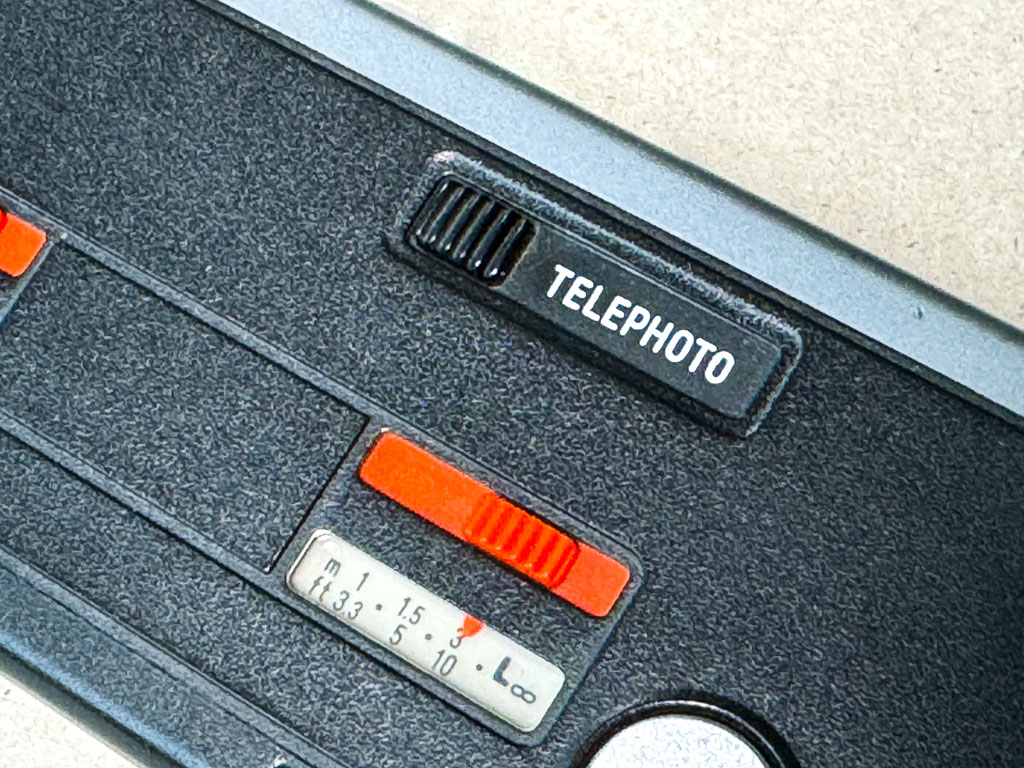 TELEPHOTO
m 1 • 1.5 3
ft 3.3 5 • 10 • L∞